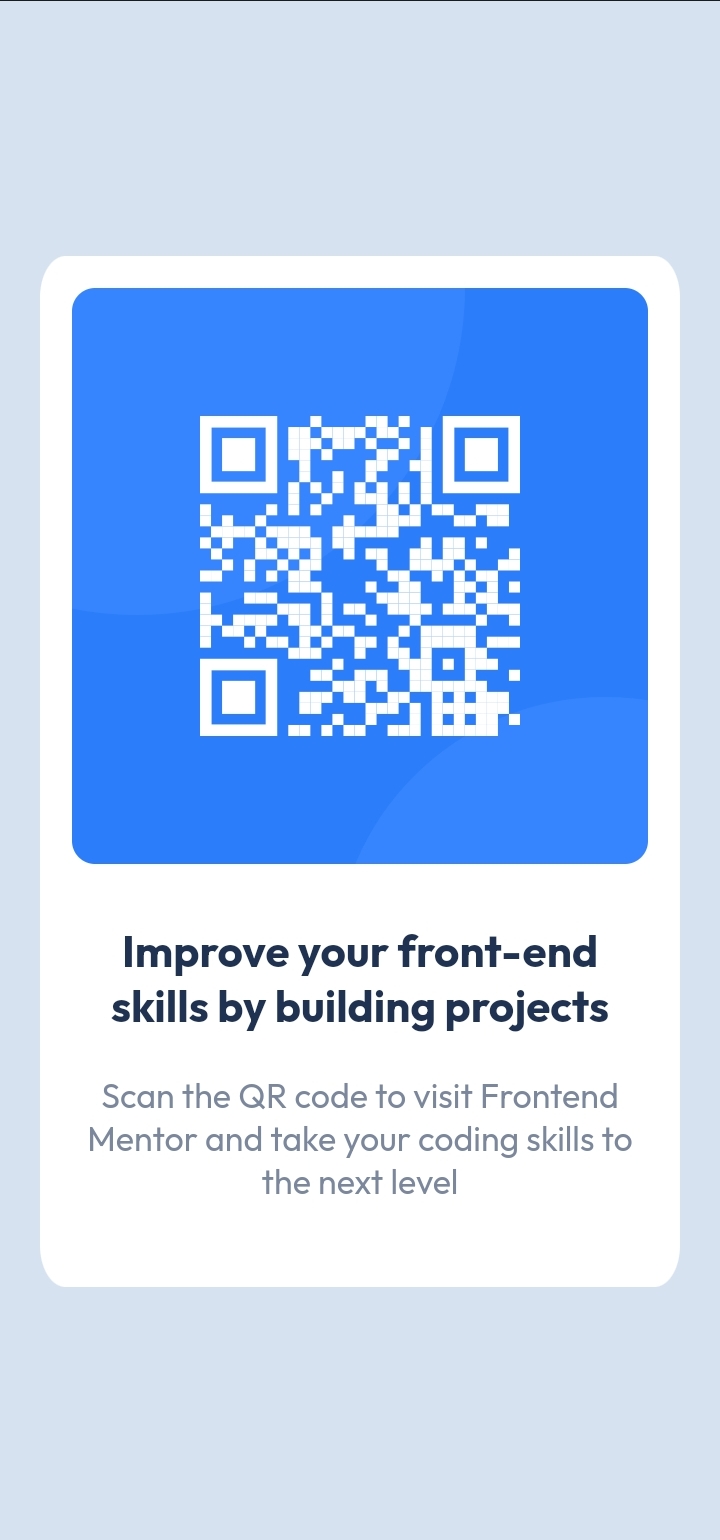 Improve your front-end
skills by building projects
Scan the QR code to visit Frontend
Mentor and take your coding skills to
the next level